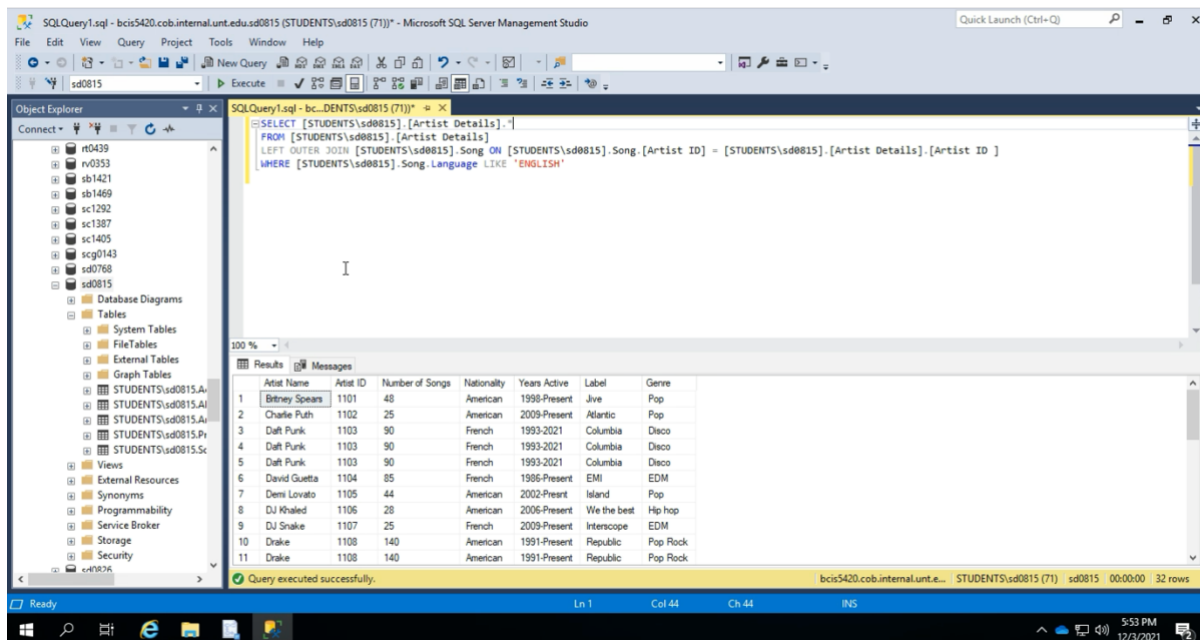 SQLQuery1.sql - bcis5420.cob.internal.unt.edu.sd0815 (STUDENTS\sd0815 (71))* - Microsoft SQL Server Management Studio
Quick Launch (Ctrl+Q)
File Edit View Query Project Tools Window Help
New Query
sd0815 Execute
Object Explorer
SQLQuery1.sql - bc...DENTS\sd0815 (71))*
Connect
rt0439
rv0353
sb1421
sb1469
sc1292
sc1387
sc1405
scg0143
sd0768
sd0815
Database Diagrams
Tables
System Tables
FileTables
External Tables
Graph Tables
STUDENTS\sd0815.A
STUDENTS\sd0815.Al
STUDENTS\sd0815.Ar
STUDENTS\sd0815.Pr
STUDENTS\sd0815.Sc
Views
External Resources
Synonyms
Programmability
Service Broker
Storage
Security
sd0826
SELECT [STUDENTS\sd0815].[Artist Details].*
FROM [STUDENTS\sd0815].[Artist Details]
LEFT OUTER JOIN [STUDENTS\sd0815].Song ON [STUDENTS\sd0815].Song.[Artist ID] = [STUDENTS\sd0815].[Artist Details].[Artist ID ]
WHERE [STUDENTS\sd0815].Song.Language LIKE 'ENGLISH'
100 %
Results Messages
Artist Name Artist ID Number of Songs Nationality Years Active Label Genre
1 Britney Spears 1101 48 American 1998-Present Jive Pop
2 Charlie Puth 1102 25 American 2009-Present Atlantic Pop
3 Daft Punk 1103 90 French 1993-2021 Columbia Disco
4 Daft Punk 1103 90 French 1993-2021 Columbia Disco
5 Daft Punk 1103 90 French 1993-2021 Columbia Disco
6 David Guetta 1104 85 French 1986-Present EMI EDM
7 Demi Lovato 1105 44 American 2002-Presnt Island Pop
8 DJ Khaled 1106 28 American 2006-Present We the best Hip hop
9 DJ Snake 1107 25 French 2009-Present Interscope EDM
10 Drake 1108 140 American 1991-Present Republic Pop Rock
11 Drake 1108 140 American 1991-Present Republic Pop Rock
Query executed successfully. bcis5420.cob.internal.unt.e... STUDENTS\sd0815 (71) sd0815 00:00:00 32 rows
Ready Ln 1 Col 44 Ch 44 INS
5:53 PM
12/3/2021